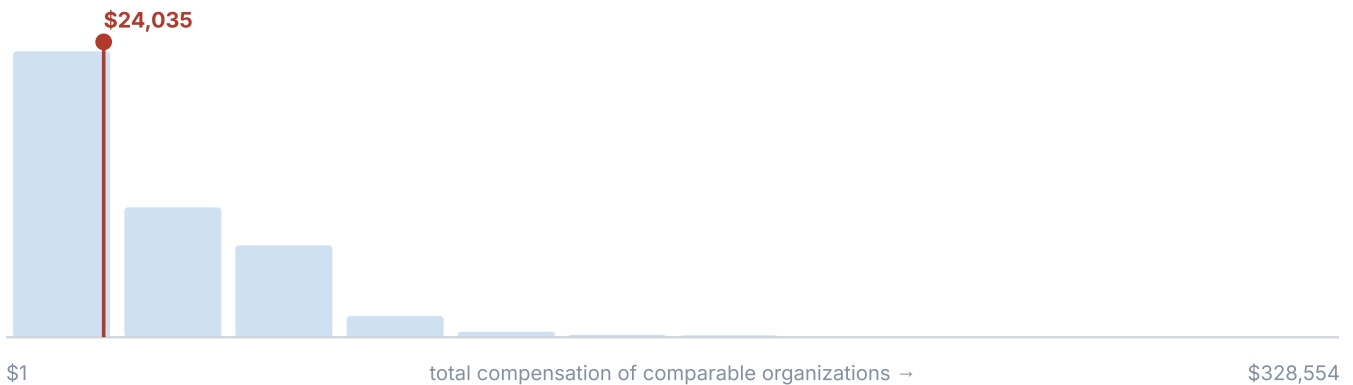 $24,035
$1
total compensation of comparable organizations →
$328,554